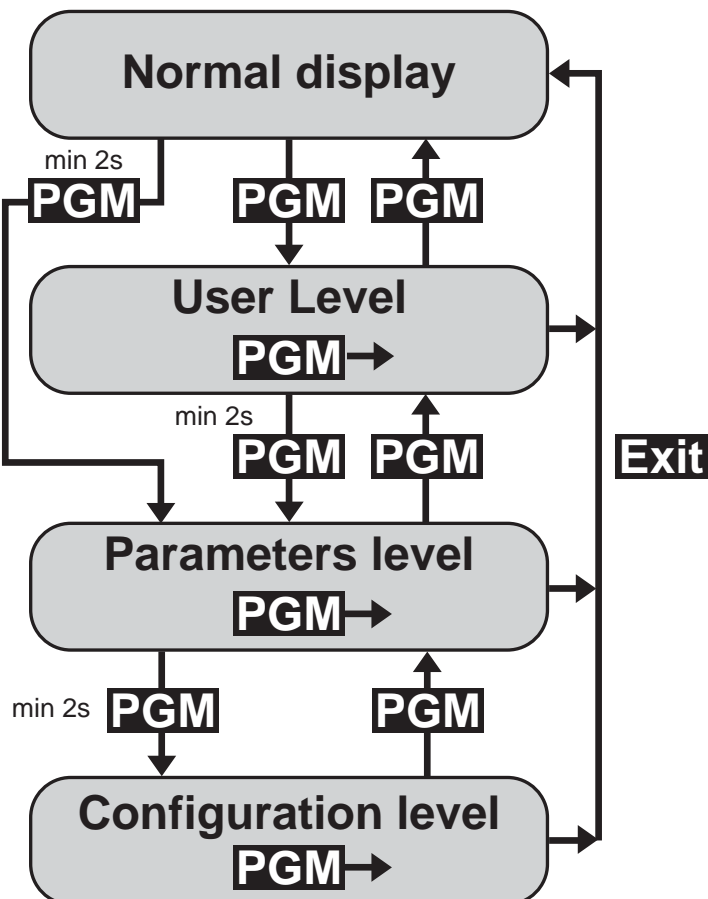 Normal display
min 2s
PGM PGM PGM
User Level
PGM
min 2s
PGM PGM
Exit
Parameters level
PGM
min 2s PGM PGM
Configuration level
PGM